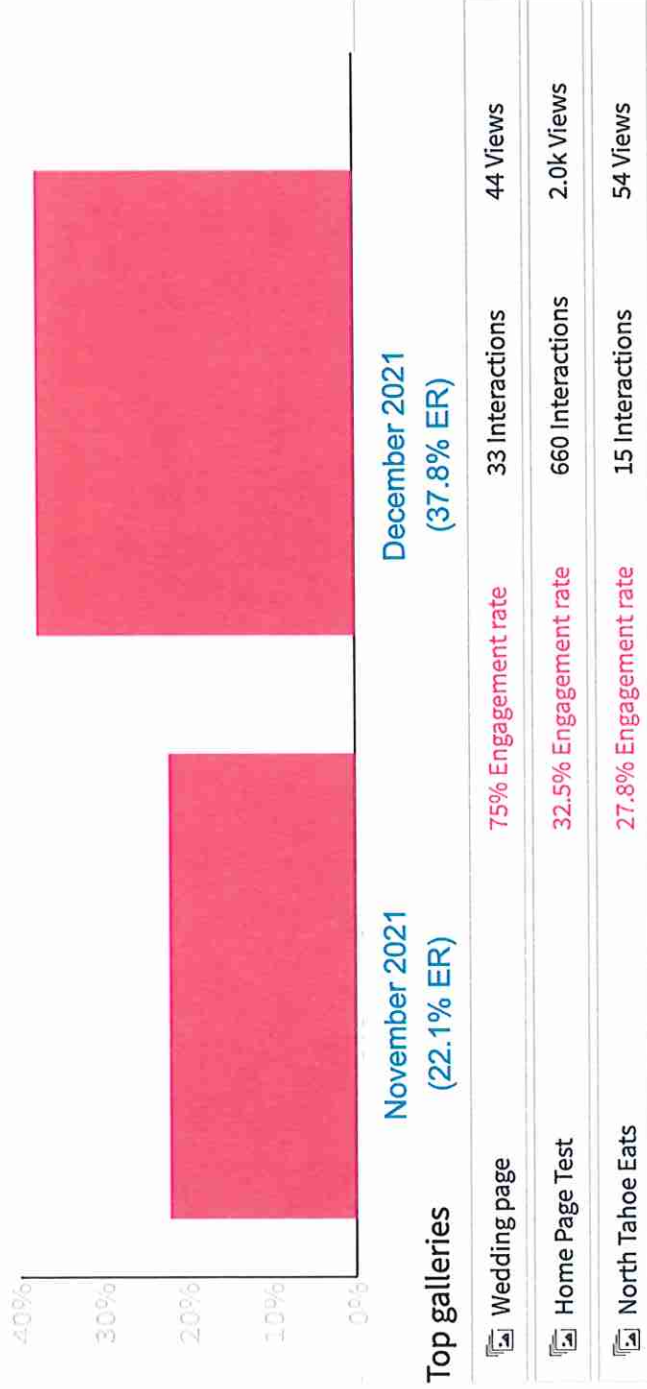 40%
30%
20%
10%
0%
November 2021
(22.1% ER)
December 2021
(37.8% ER)
Top galleries
Wedding page 75% Engagement rate 33 Interactions 44 Views
Home Page Test 32.5% Engagement rate 660 Interactions 2.0k Views
North Tahoe Eats 27.8% Engagement rate 15 Interactions 54 Views